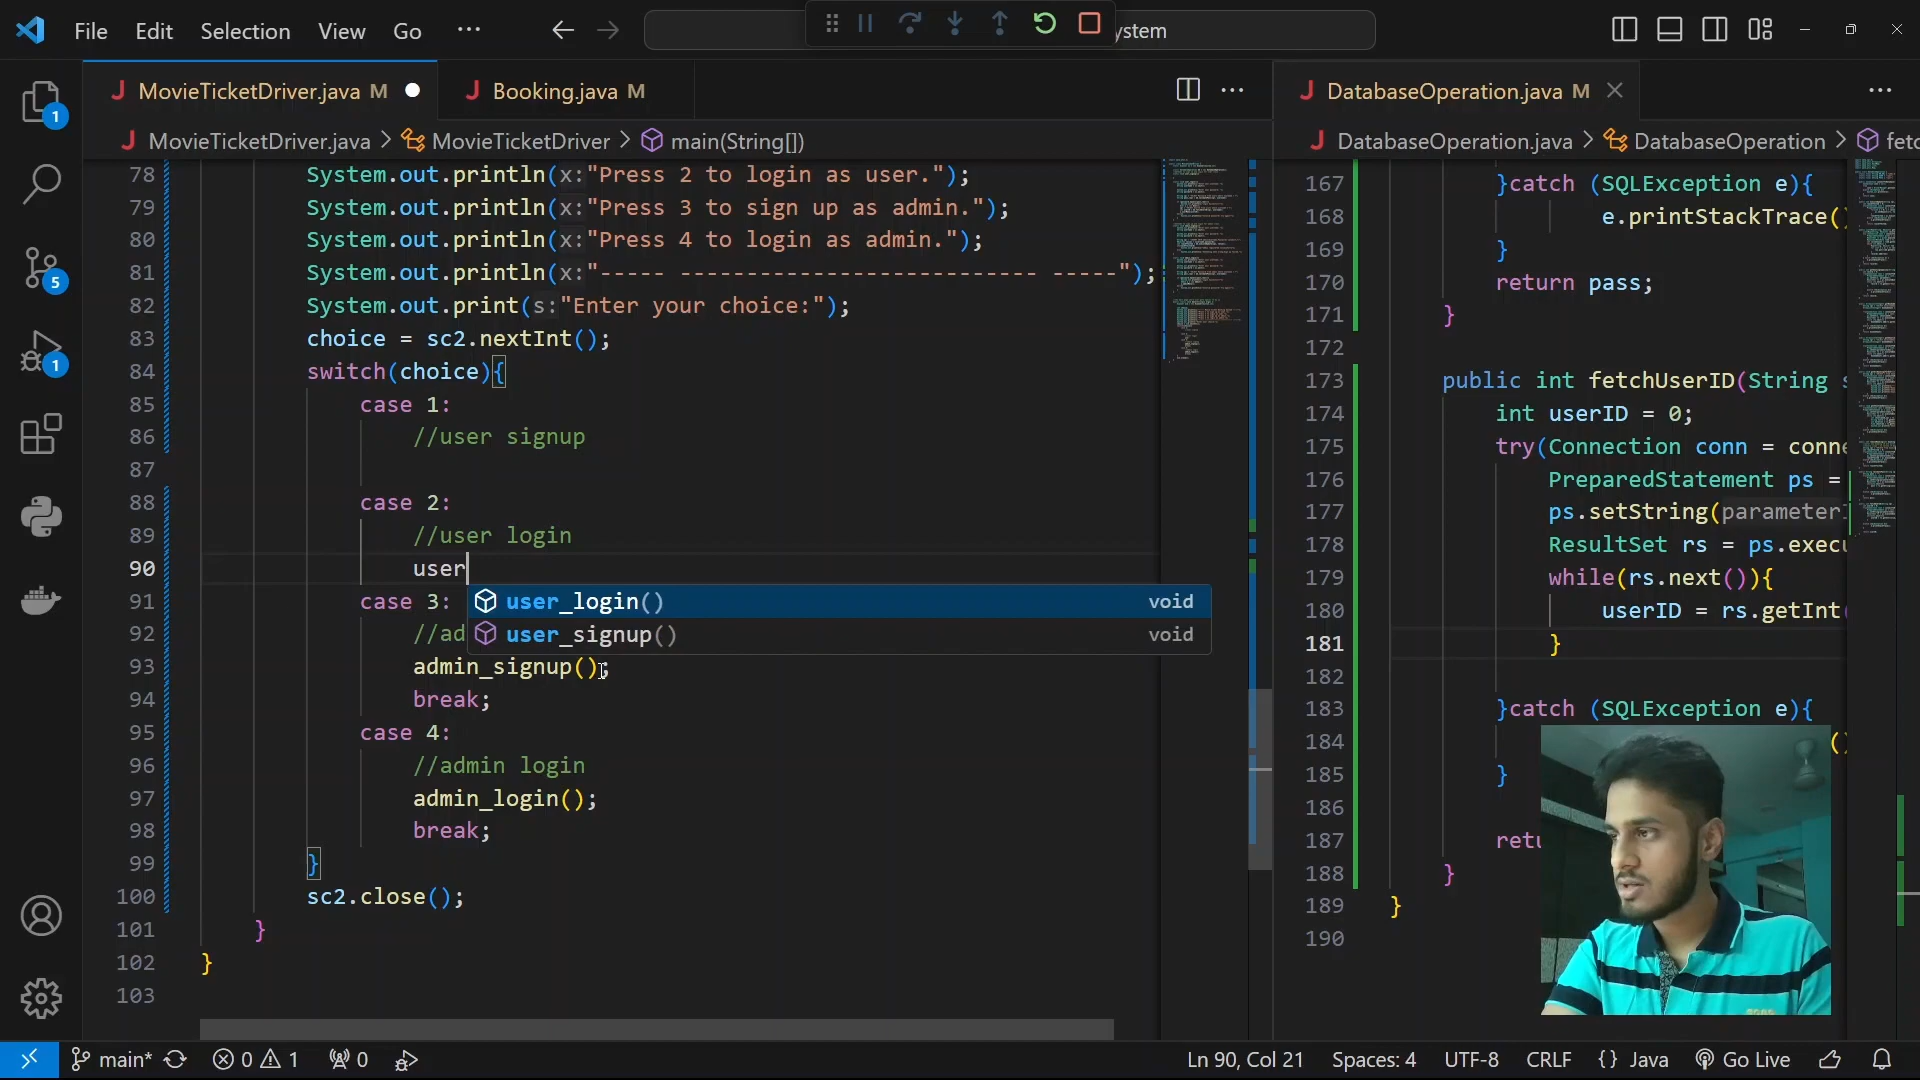 File Edit Selection View Go ··· ystem
MovieTicketDriver.java M Booking.java M ···
MovieTicketDriver.java > MovieTicketDriver > main(String[])
78 System.out.println(x:"Press 2 to login as user.");
79 System.out.println(x:"Press 3 to sign up as admin.");
80 System.out.println(x:"Press 4 to login as admin.");
81 System.out.println(x:"----- --------------------------- -----");
82 System.out.print(s:"Enter your choice:");
83 choice = sc2.nextInt();
84 switch(choice){
85 case 1:
86 //user signup
87
88 case 2:
89 //user login
90 user
user_login() void
user_signup() void
91 case 3:
92 //ad
93 admin_signup();
94 break;
95 case 4:
96 //admin login
97 admin_login();
98 break;
99 }
100 sc2.close();
101 }
102 }
103
DatabaseOperation.java M ···
DatabaseOperation.java > DatabaseOperation > fetc
167 }catch (SQLException e){
168 e.printStackTrace()
169 }
170 return pass;
171 }
172
173 public int fetchUserID(String s
174 int userID = 0;
175 try(Connection conn = conne
176 PreparedStatement ps =
177 ps.setString(parameterI
178 ResultSet rs = ps.execu
179 while(rs.next()){
180 userID = rs.getInt(
181 }
182
183 }catch (SQLException e){
184 ()
185 }
186
187 retu
188 }
189 }
190
1
5
1
main* 0 1 0 Ln 90, Col 21 Spaces: 4 UTF-8 CRLF {} Java Go Live